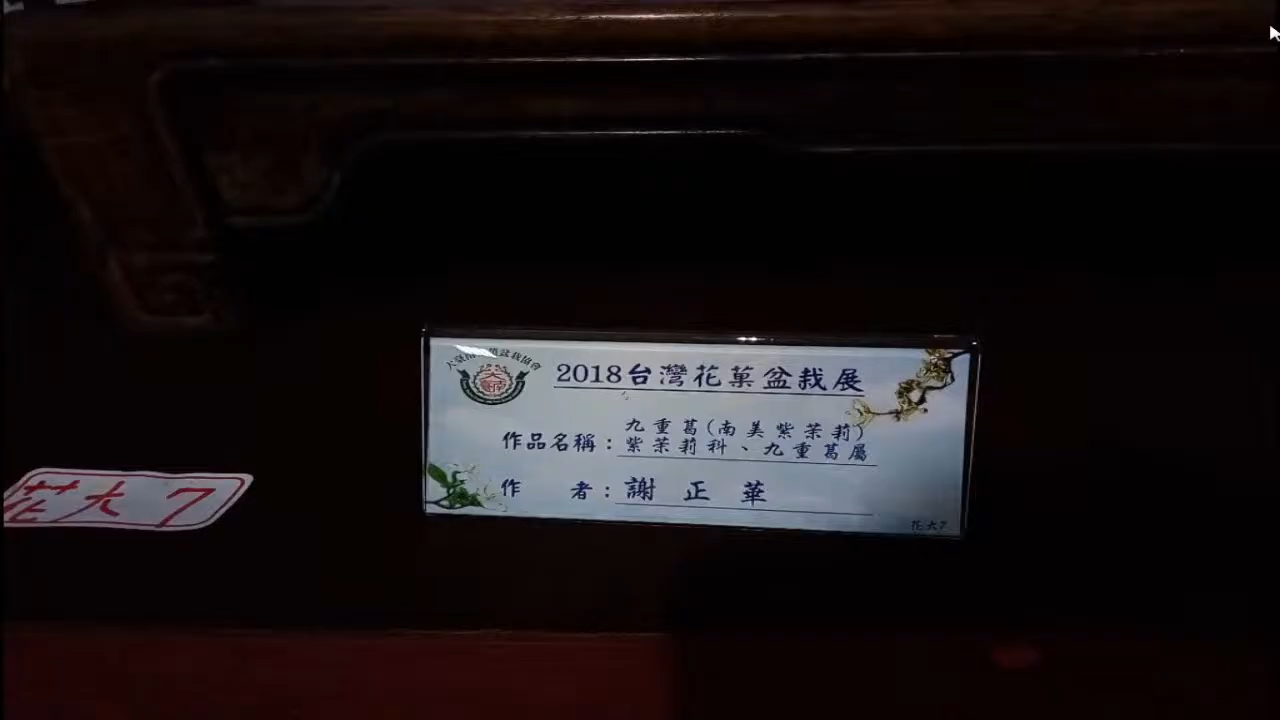 2018台灣花菓盆栽展
九重葛(南美紫茉莉)
作品名稱：紫茉莉科、九重葛屬
作　者：謝正華
花大7
花大7